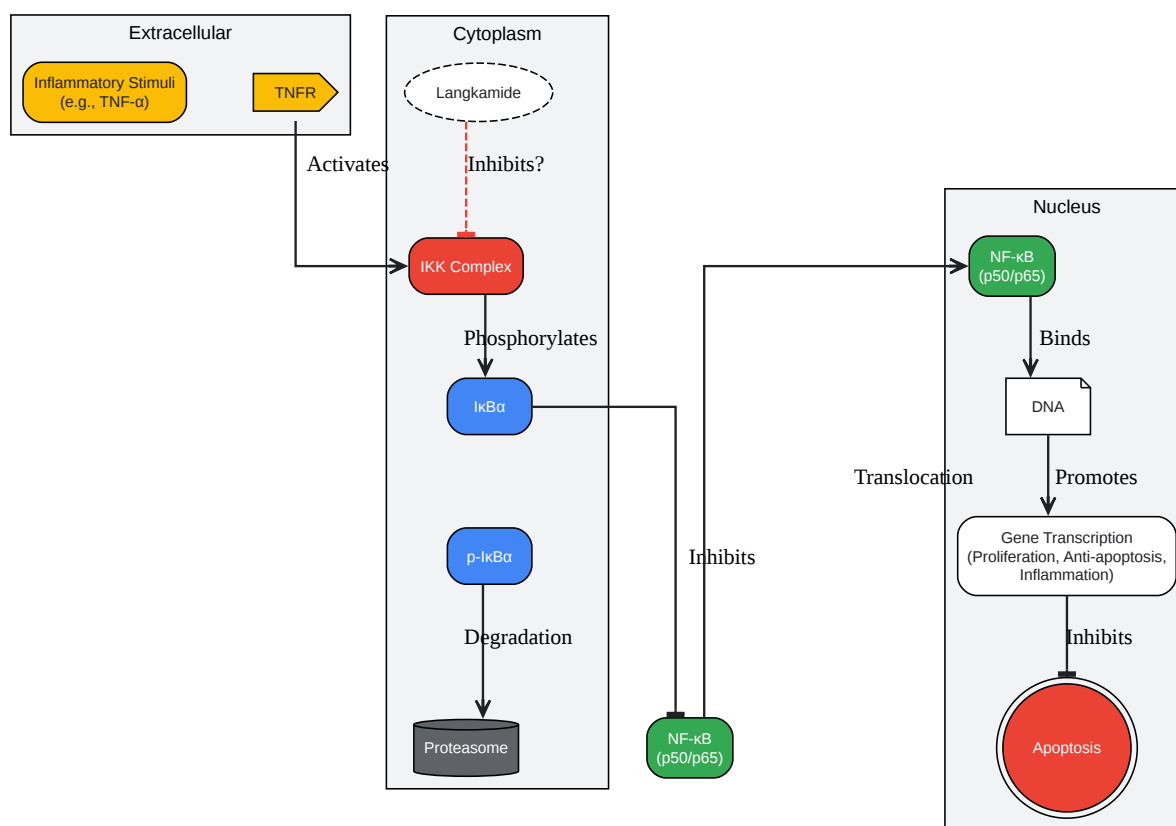 Extracellular
Inflammatory Stimuli
(e.g., TNF-α)
TNFR
Activates
Cytoplasm
Langkamide
Inhibits?
IKK Complex
Phosphorylates
IκBα
p-IκBα
Degradation
Proteasome
Inhibits
NF-κB
(p50/p65)
Translocation
Nucleus
NF-κB
(p50/p65)
Binds
DNA
Promotes
Gene Transcription
(Proliferation, Anti-apoptosis,
Inflammation)
Inhibits
Apoptosis